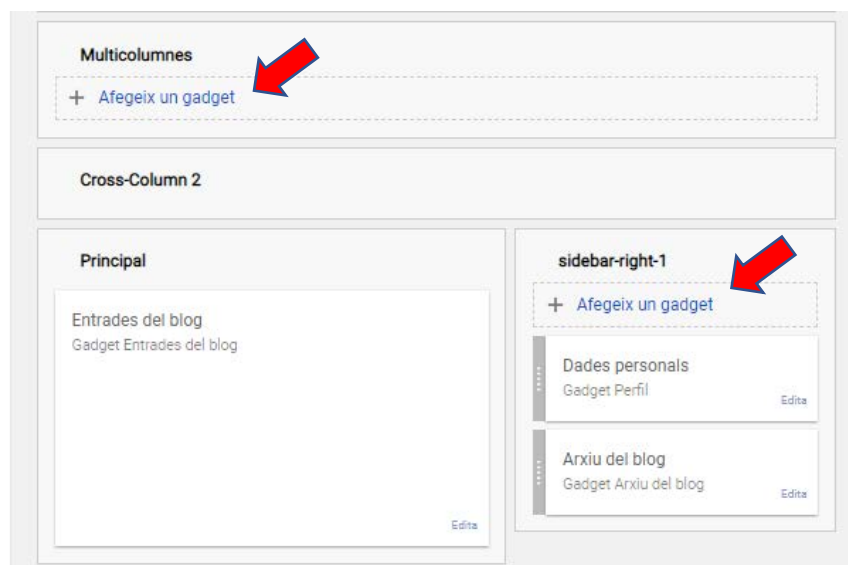 Multicolumnes
+ Afegeix un gadget
Cross-Column 2
Principal
Entrades del blog
Gadget Entrades del blog
Edita
sidebar-right-1
+ Afegeix un gadget
Dades personals
Gadget Perfil
Edita
Arxiu del blog
Gadget Arxiu del blog
Edita